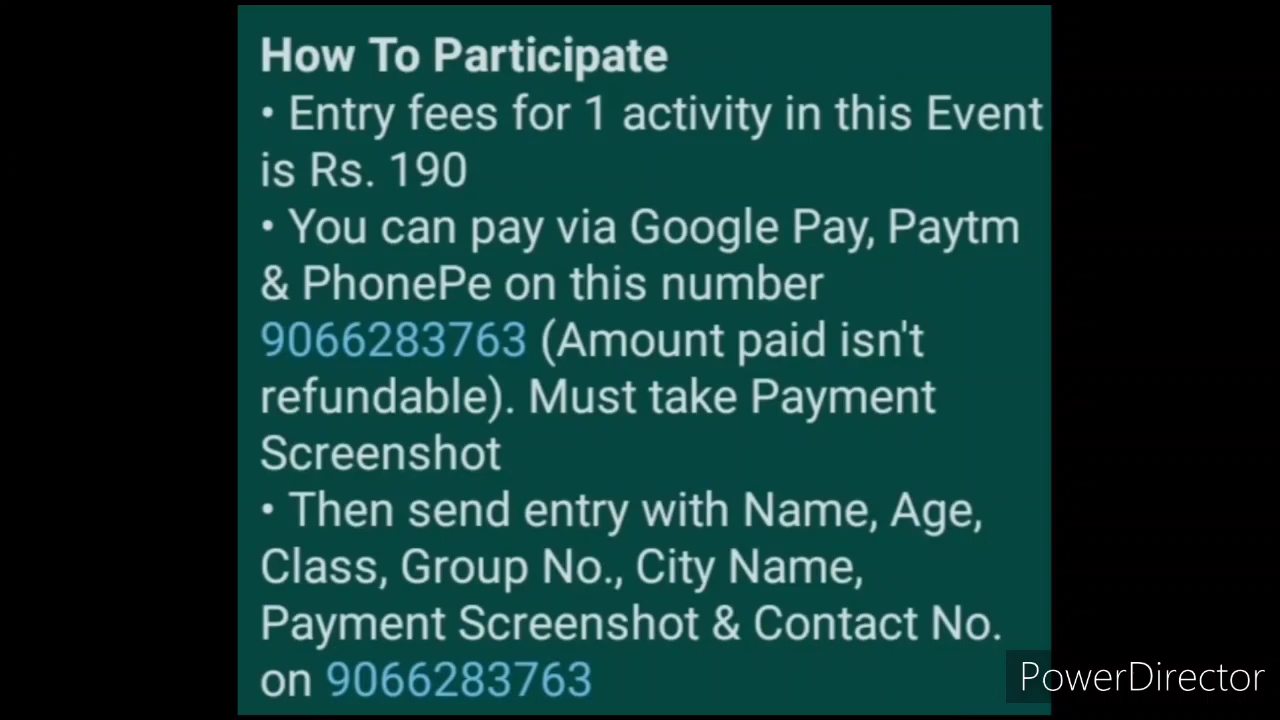 How To Participate
• Entry fees for 1 activity in this Event
is Rs. 190
• You can pay via Google Pay, Paytm
& PhonePe on this number
9066283763 (Amount paid isn't
refundable). Must take Payment
Screenshot
• Then send entry with Name, Age,
Class, Group No., City Name,
Payment Screenshot & Contact No.
on 9066283763
PowerDirector